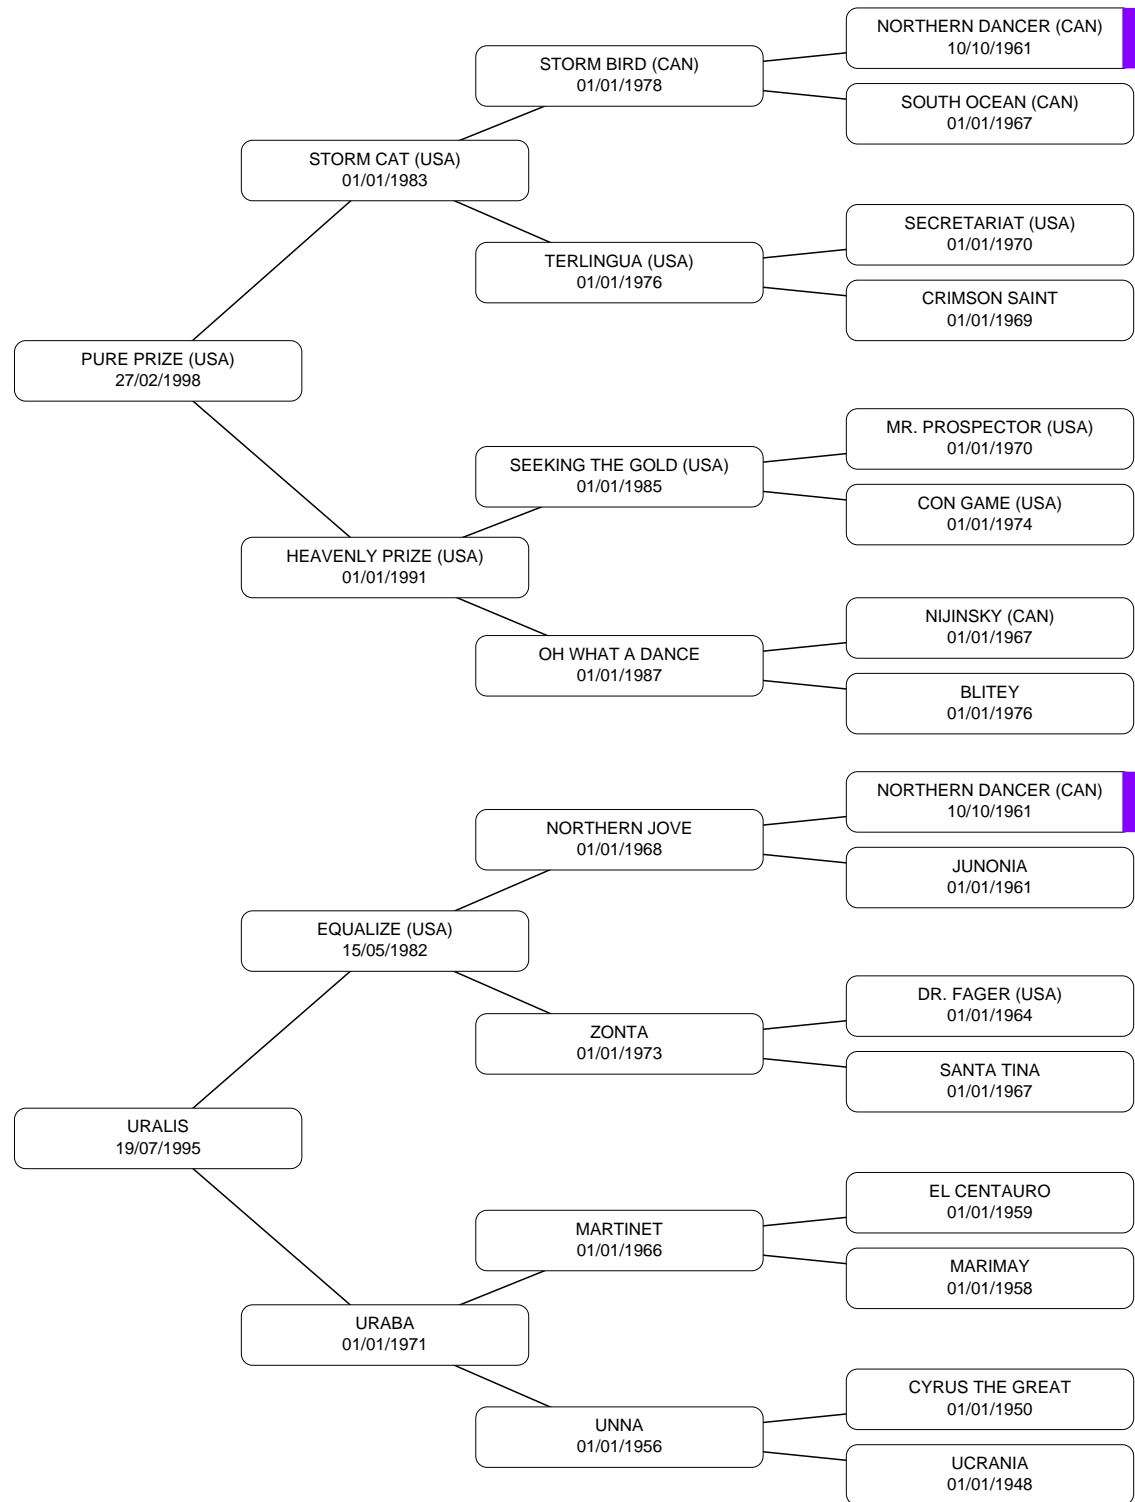 NORTHERN DANCER (CAN)
10/10/1961
STORM BIRD (CAN)
01/01/1978
SOUTH OCEAN (CAN)
01/01/1967
STORM CAT (USA)
01/01/1983
SECRETARIAT (USA)
01/01/1970
TERLINGUA (USA)
01/01/1976
CRIMSON SAINT
01/01/1969
PURE PRIZE (USA)
27/02/1998
MR. PROSPECTOR (USA)
01/01/1970
SEEKING THE GOLD (USA)
01/01/1985
CON GAME (USA)
01/01/1974
HEAVENLY PRIZE (USA)
01/01/1991
NIJINSKY (CAN)
01/01/1967
OH WHAT A DANCE
01/01/1987
BLITEY
01/01/1976
NORTHERN DANCER (CAN)
10/10/1961
NORTHERN JOVE
01/01/1968
JUNONIA
01/01/1961
EQUALIZE (USA)
15/05/1982
DR. FAGER (USA)
01/01/1964
ZONTA
01/01/1973
SANTA TINA
01/01/1967
URALIS
19/07/1995
EL CENTAURO
01/01/1959
MARTINET
01/01/1966
MARIMAY
01/01/1958
URABA
01/01/1971
CYRUS THE GREAT
01/01/1950
UNNA
01/01/1956
UCRANIA
01/01/1948